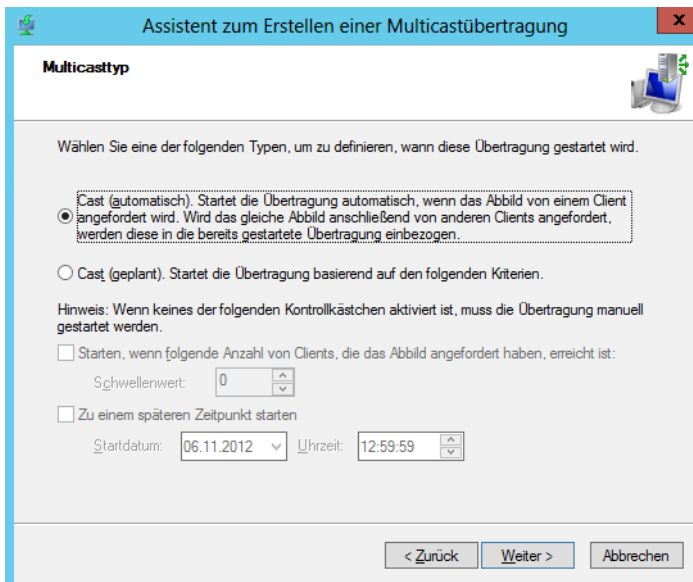 Assistent zum Erstellen einer Multicastübertragung
x
Multicasttyp
Wählen Sie eine der folgenden Typen, um zu definieren, wann diese Übertragung gestartet wird.
Cast (automatisch). Startet die Übertragung automatisch, wenn das Abbild von einem Client
angefordert wird. Wird das gleiche Abbild anschließend von anderen Clients angefordert,
werden diese in die bereits gestartete Übertragung einbezogen.
Cast (geplant). Startet die Übertragung basierend auf den folgenden Kriterien.
Hinweis: Wenn keines der folgenden Kontrollkästchen aktiviert ist, muss die Übertragung manuell
gestartet werden.
Starten, wenn folgende Anzahl von Clients, die das Abbild angefordert haben, erreicht ist:
Schwellenwert: 0
Zu einem späteren Zeitpunkt starten
Startdatum: 06.11.2012 Uhrzeit: 12:59:59
< Zurück Weiter > Abbrechen